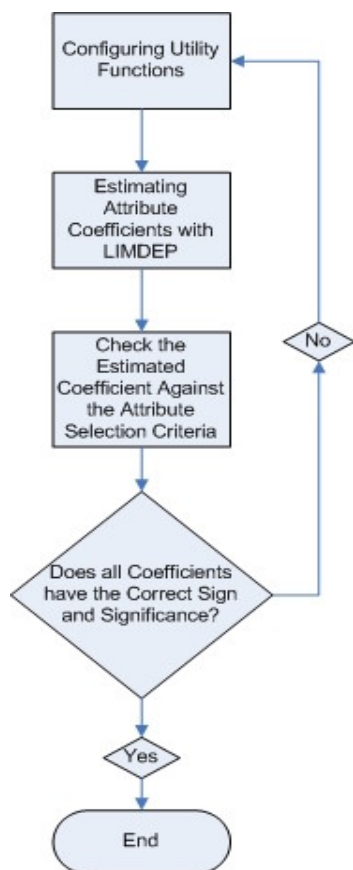 Configuring Utility
Functions
Estimating
Attribute
Coefficients with
LIMDEP
Check the
Estimated
Coefficient Against
the Attribute
Selection Criteria
No
Does all Coefficients
have the Correct Sign
and Significance?
Yes
End